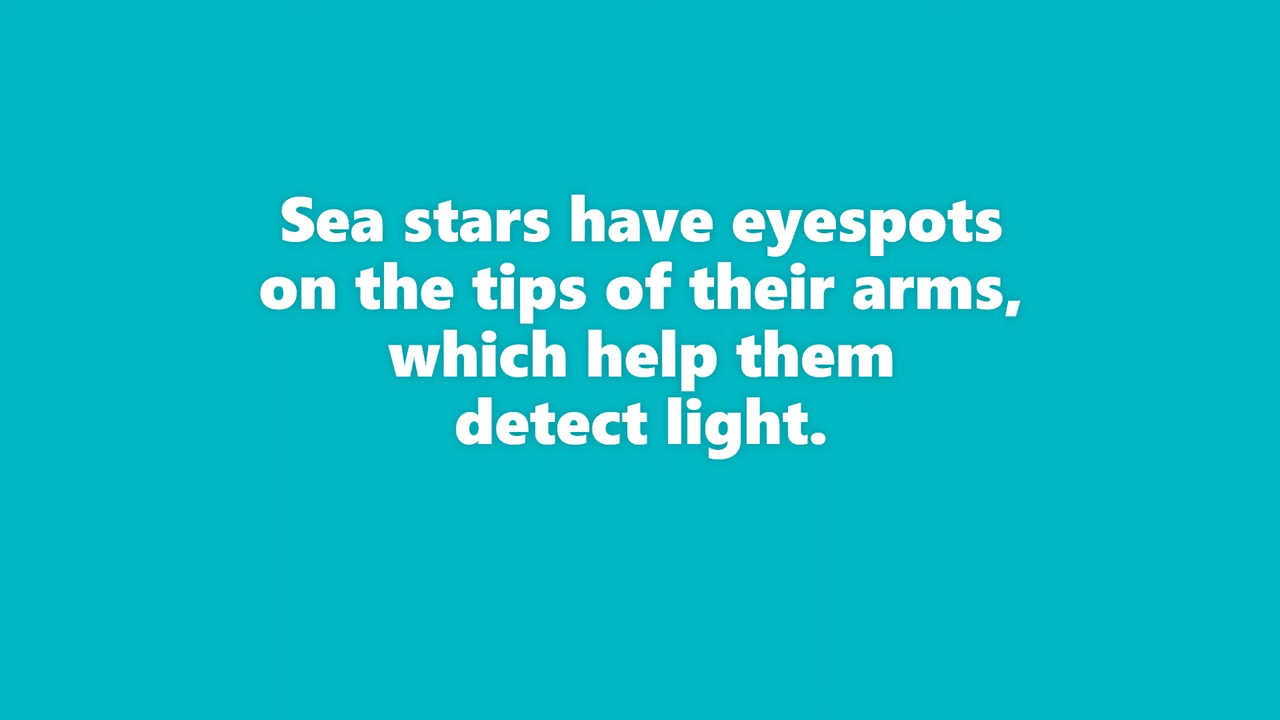 Sea stars have eyespots
on the tips of their arms,
which help them
detect light.